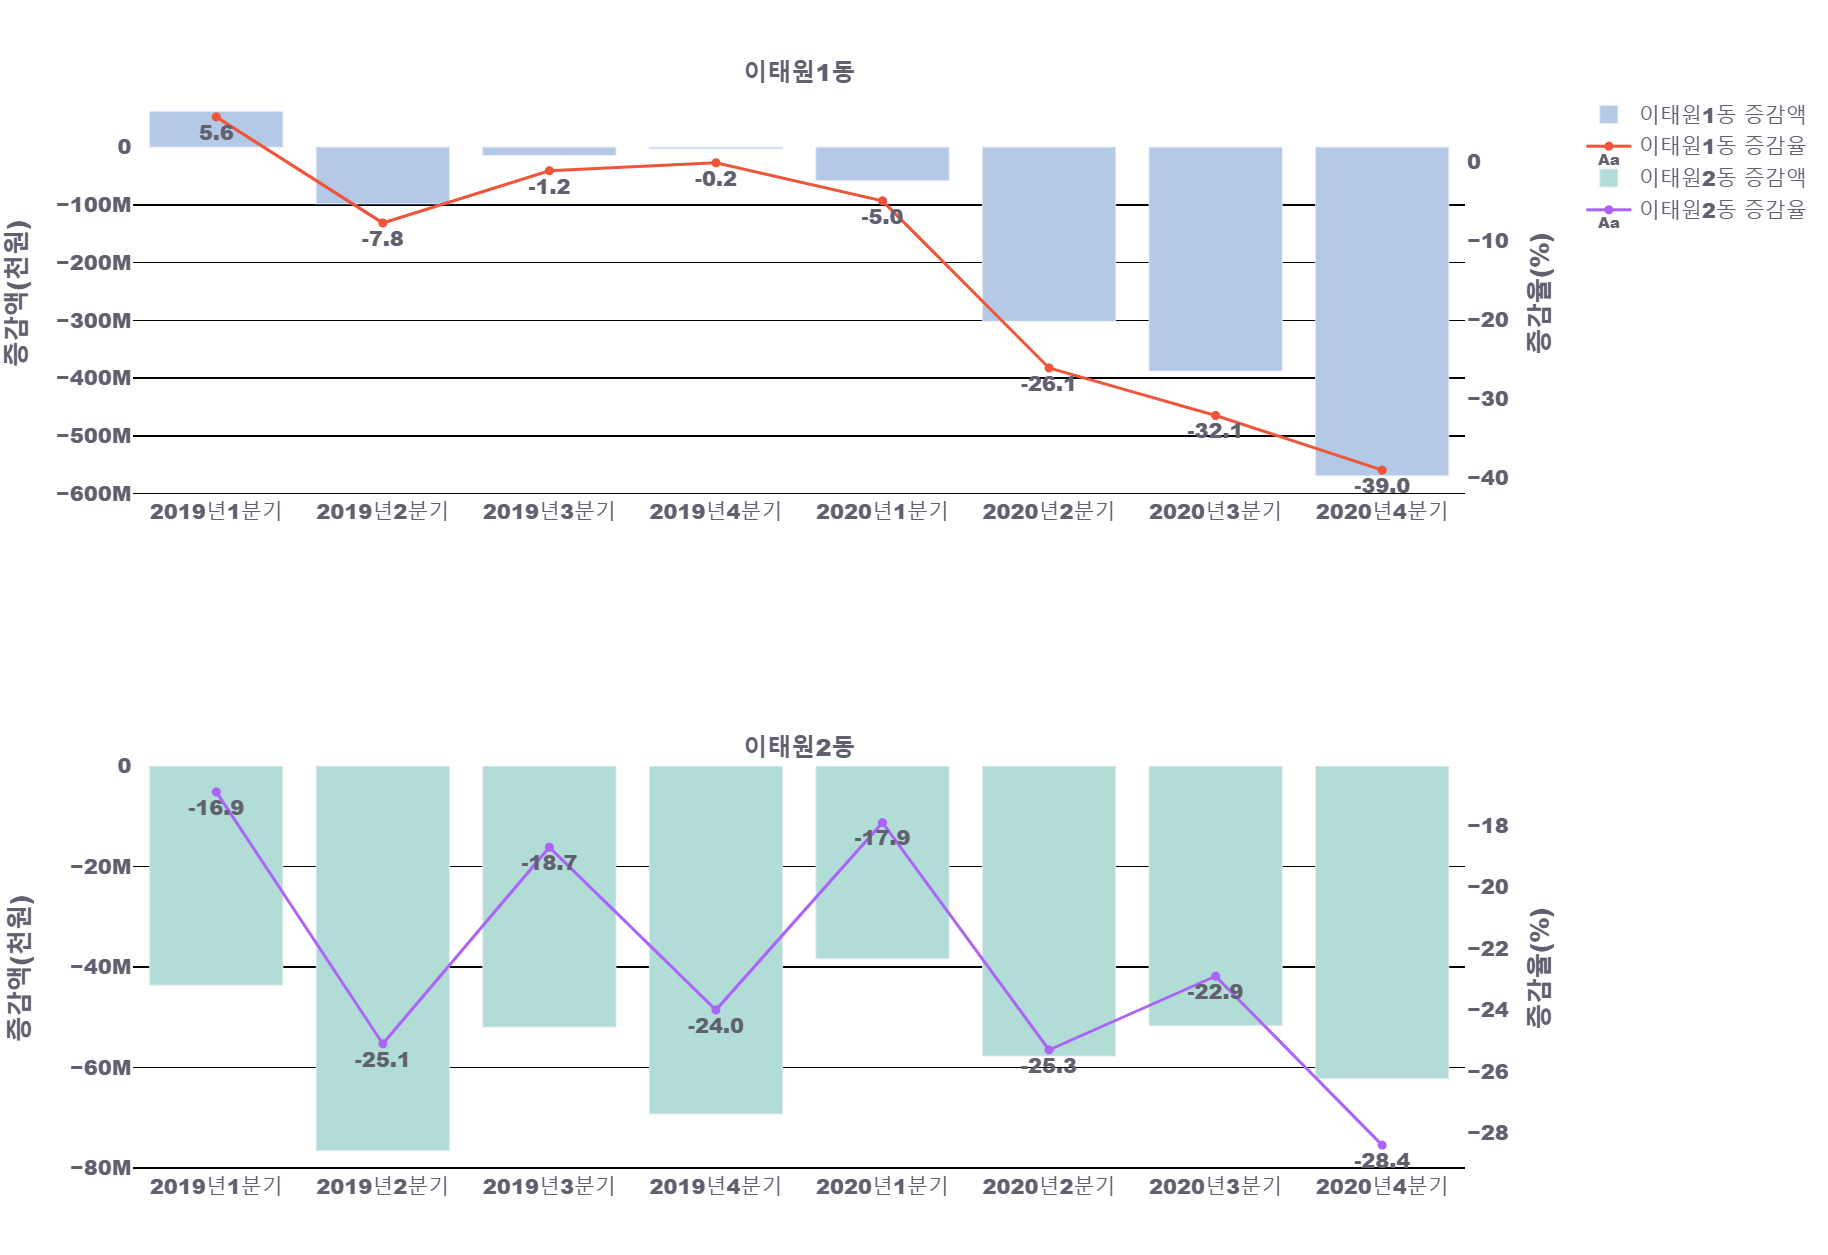 이태원1동
이태원1동 증감액
이태원1동 증감율
Aa
이태원2동 증감액
이태원2동 증감율
Aa
증감액(천원)
0
−100M
−200M
−300M
−400M
−500M
−600M
5.6
-7.8
-1.2
-0.2
-5.0
-26.1
-32.1
-39.0
0
−10
−20
−30
−40
증감율(%)
2019년1분기 2019년2분기 2019년3분기 2019년4분기 2020년1분기 2020년2분기 2020년3분기 2020년4분기
이태원2동
증감액(천원)
0
−20M
−40M
−60M
−80M
-16.9
-25.1
-18.7
-24.0
-17.9
-25.3
-22.9
-28.4
−18
−20
−22
−24
−26
−28
증감율(%)
2019년1분기 2019년2분기 2019년3분기 2019년4분기 2020년1분기 2020년2분기 2020년3분기 2020년4분기